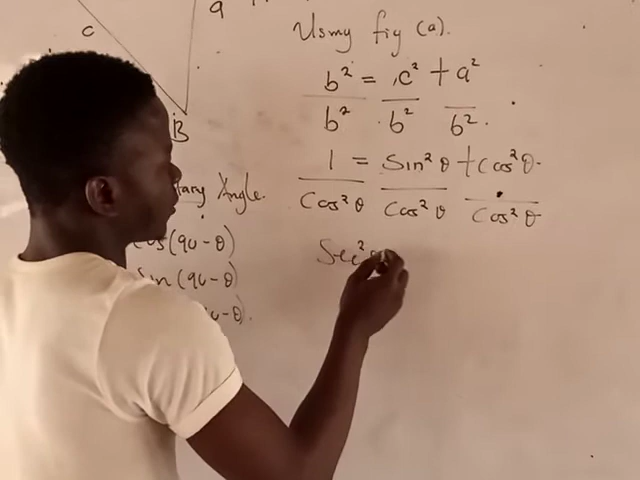 c
a
B
Using fig (a).
b² = c² + a²
b² b² b².
1 = Sin²θ + Cos²θ.
Cos²θ Cos²θ Cos²θ
Sec²
Angle.
Cos(90-θ)
Sin(90-θ)
-θ).